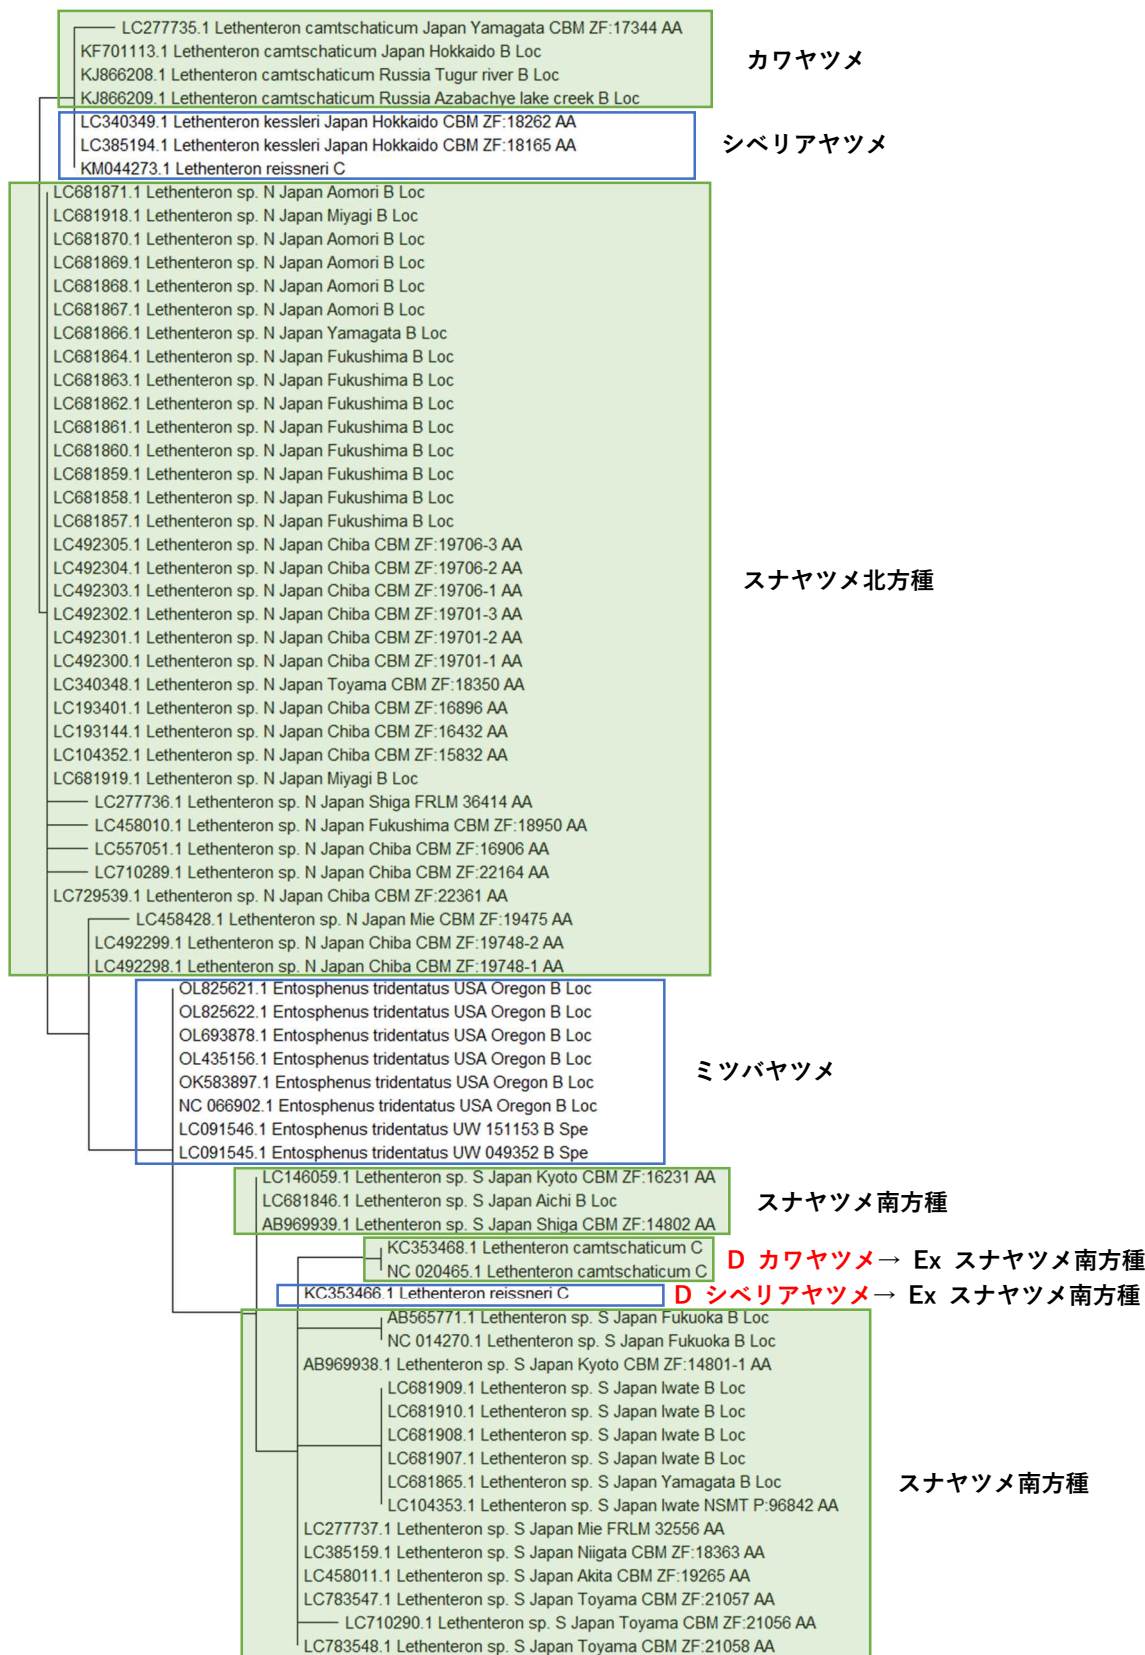 LC277735.1 Lethenteron camtschaticum Japan Yamagata CBM ZF:17344 AA
KF701113.1 Lethenteron camtschaticum Japan Hokkaido B Loc
カワヤツメ
KJ866208.1 Lethenteron camtschaticum Russia Tugur river B Loc
KJ866209.1 Lethenteron camtschaticum Russia Azabachye lake creek B Loc
LC340349.1 Lethenteron kessleri Japan Hokkaido CBM ZF:18262 AA
LC385194.1 Lethenteron kessleri Japan Hokkaido CBM ZF:18165 AA
シベリアヤツメ
KM044273.1 Lethenteron reissneri C
LC681871.1 Lethenteron sp. N Japan Aomori B Loc
LC681918.1 Lethenteron sp. N Japan Miyagi B Loc
LC681870.1 Lethenteron sp. N Japan Aomori B Loc
LC681869.1 Lethenteron sp. N Japan Aomori B Loc
LC681868.1 Lethenteron sp. N Japan Aomori B Loc
LC681867.1 Lethenteron sp. N Japan Aomori B Loc
LC681866.1 Lethenteron sp. N Japan Yamagata B Loc
LC681864.1 Lethenteron sp. N Japan Fukushima B Loc
LC681863.1 Lethenteron sp. N Japan Fukushima B Loc
LC681862.1 Lethenteron sp. N Japan Fukushima B Loc
LC681861.1 Lethenteron sp. N Japan Fukushima B Loc
LC681860.1 Lethenteron sp. N Japan Fukushima B Loc
LC681859.1 Lethenteron sp. N Japan Fukushima B Loc
LC681858.1 Lethenteron sp. N Japan Fukushima B Loc
LC681857.1 Lethenteron sp. N Japan Fukushima B Loc
LC492305.1 Lethenteron sp. N Japan Chiba CBM ZF:19706-3 AA
LC492304.1 Lethenteron sp. N Japan Chiba CBM ZF:19706-2 AA
スナヤツメ北方種
LC492303.1 Lethenteron sp. N Japan Chiba CBM ZF:19706-1 AA
LC492302.1 Lethenteron sp. N Japan Chiba CBM ZF:19701-3 AA
LC492301.1 Lethenteron sp. N Japan Chiba CBM ZF:19701-2 AA
LC492300.1 Lethenteron sp. N Japan Chiba CBM ZF:19701-1 AA
LC340348.1 Lethenteron sp. N Japan Toyama CBM ZF:18350 AA
LC193401.1 Lethenteron sp. N Japan Chiba CBM ZF:16896 AA
LC193144.1 Lethenteron sp. N Japan Chiba CBM ZF:16432 AA
LC104352.1 Lethenteron sp. N Japan Chiba CBM ZF:15832 AA
LC681919.1 Lethenteron sp. N Japan Miyagi B Loc
LC277736.1 Lethenteron sp. N Japan Shiga FRLM 36414 AA
LC458010.1 Lethenteron sp. N Japan Fukushima CBM ZF:18950 AA
LC557051.1 Lethenteron sp. N Japan Chiba CBM ZF:16906 AA
LC710289.1 Lethenteron sp. N Japan Chiba CBM ZF:22164 AA
LC729539.1 Lethenteron sp. N Japan Chiba CBM ZF:22361 AA
LC458428.1 Lethenteron sp. N Japan Mie CBM ZF:19475 AA
LC492299.1 Lethenteron sp. N Japan Chiba CBM ZF:19748-2 AA
LC492298.1 Lethenteron sp. N Japan Chiba CBM ZF:19748-1 AA
OL825621.1 Entosphenus tridentatus USA Oregon B Loc
OL825622.1 Entosphenus tridentatus USA Oregon B Loc
OL693878.1 Entosphenus tridentatus USA Oregon B Loc
OL435156.1 Entosphenus tridentatus USA Oregon B Loc
ミツバヤツメ
OK583897.1 Entosphenus tridentatus USA Oregon B Loc
NC 066902.1 Entosphenus tridentatus USA Oregon B Loc
LC091546.1 Entosphenus tridentatus UW 151153 B Spe
LC091545.1 Entosphenus tridentatus UW 049352 B Spe
LC146059.1 Lethenteron sp. S Japan Kyoto CBM ZF:16231 AA
LC681846.1 Lethenteron sp. S Japan Aichi B Loc
スナヤツメ南方種
AB969939.1 Lethenteron sp. S Japan Shiga CBM ZF:14802 AA
KC353468.1 Lethenteron camtschaticum C
NC 020465.1 Lethenteron camtschaticum C
D カワヤツメ→ Ex スナヤツメ南方種
KC353466.1 Lethenteron reissneri C
D シベリアヤツメ→ Ex スナヤツメ南方種
AB565771.1 Lethenteron sp. S Japan Fukuoka B Loc
NC 014270.1 Lethenteron sp. S Japan Fukuoka B Loc
AB969938.1 Lethenteron sp. S Japan Kyoto CBM ZF:14801-1 AA
LC681909.1 Lethenteron sp. S Japan Iwate B Loc
LC681910.1 Lethenteron sp. S Japan Iwate B Loc
LC681908.1 Lethenteron sp. S Japan Iwate B Loc
LC681907.1 Lethenteron sp. S Japan Iwate B Loc
LC681865.1 Lethenteron sp. S Japan Yamagata B Loc
スナヤツメ南方種
LC104353.1 Lethenteron sp. S Japan Iwate NSMT P:96842 AA
LC277737.1 Lethenteron sp. S Japan Mie FRLM 32556 AA
LC385159.1 Lethenteron sp. S Japan Niigata CBM ZF:18363 AA
LC458011.1 Lethenteron sp. S Japan Akita CBM ZF:19265 AA
LC783547.1 Lethenteron sp. S Japan Toyama CBM ZF:21057 AA
LC710290.1 Lethenteron sp. S Japan Toyama CBM ZF:21056 AA
LC783548.1 Lethenteron sp. S Japan Toyama CBM ZF:21058 AA